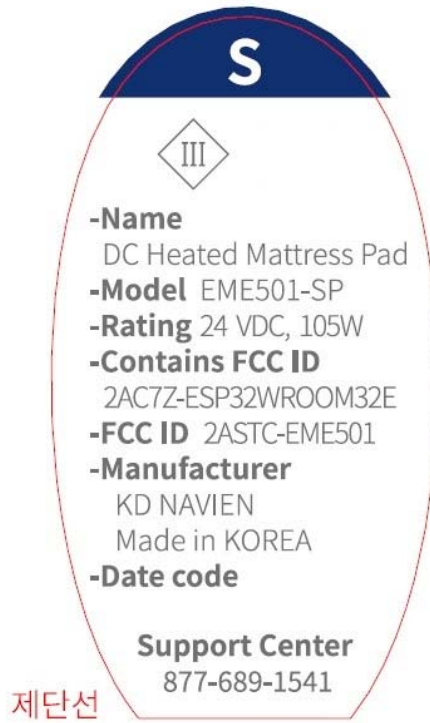 S
III
-Name
DC Heated Mattress Pad
-Model EME501-SP
-Rating 24 VDC, 105W
-Contains FCC ID
2AC7Z-ESP32WROOM32E
-FCC ID 2ASTC-EME501
-Manufacturer
KD NAVIEN
Made in KOREA
-Date code
Support Center
877-689-1541
제단선